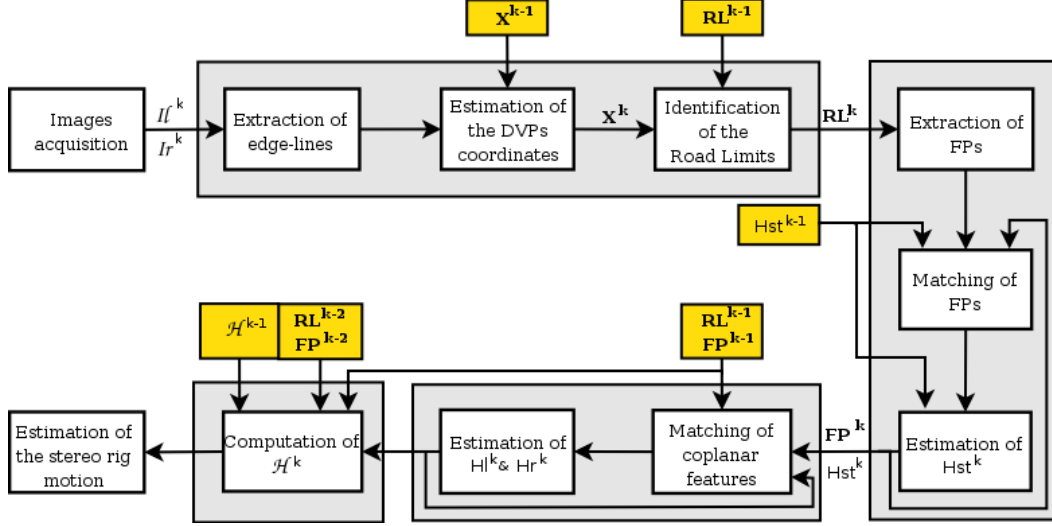 X^k-1
RL^k-1
Images
acquisition
Il^k
Ir^k
Extraction of
edge-lines
Estimation of
the DVPs
coordinates
X^k
Identification
of the
Road Limits
RL^k
Extraction of
FPs
Hst^k-1
Matching of
FPs
ℋ^k-1
RL^k-2
FP^k-2
RL^k-1
FP^k-1
Estimation of
the stereo rig
motion
Computation of
ℋ^k
Estimation of
Hl^k& Hr^k
Matching of
coplanar
features
FP^k
Hst^k
Estimation of
Hst^k